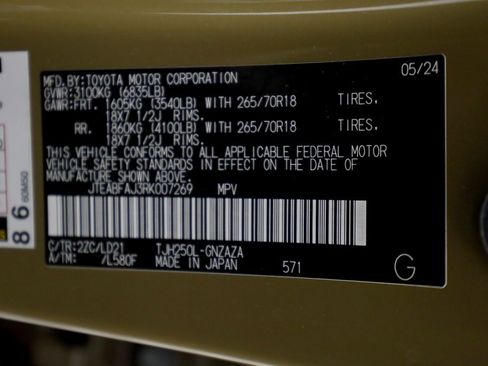 MFD.BY:TOYOTA MOTOR CORPORATION 05/24
GVWR:3100KG (6835LB)
GAWR:FRT. 1605KG (3540LB) WITH 265/70R18 TIRES,
18X7 1/2J RIMS.
RR. 1860KG (4100LB) WITH 265/70R18 TIRES,
18X7 1/2J RIMS.
THIS VEHICLE CONFORMS TO ALL APPLICABLE FEDERAL MOTOR
VEHICLE SAFETY STANDARDS IN EFFECT ON THE DATE OF
MANUFACTURE SHOWN ABOVE.
JTEABFAJ3RK007269 MPV
C/TR:2ZC/LD21 TJH250L-GNZAZA
A/TM: /L580F MADE IN JAPAN 571 G
86 60M50